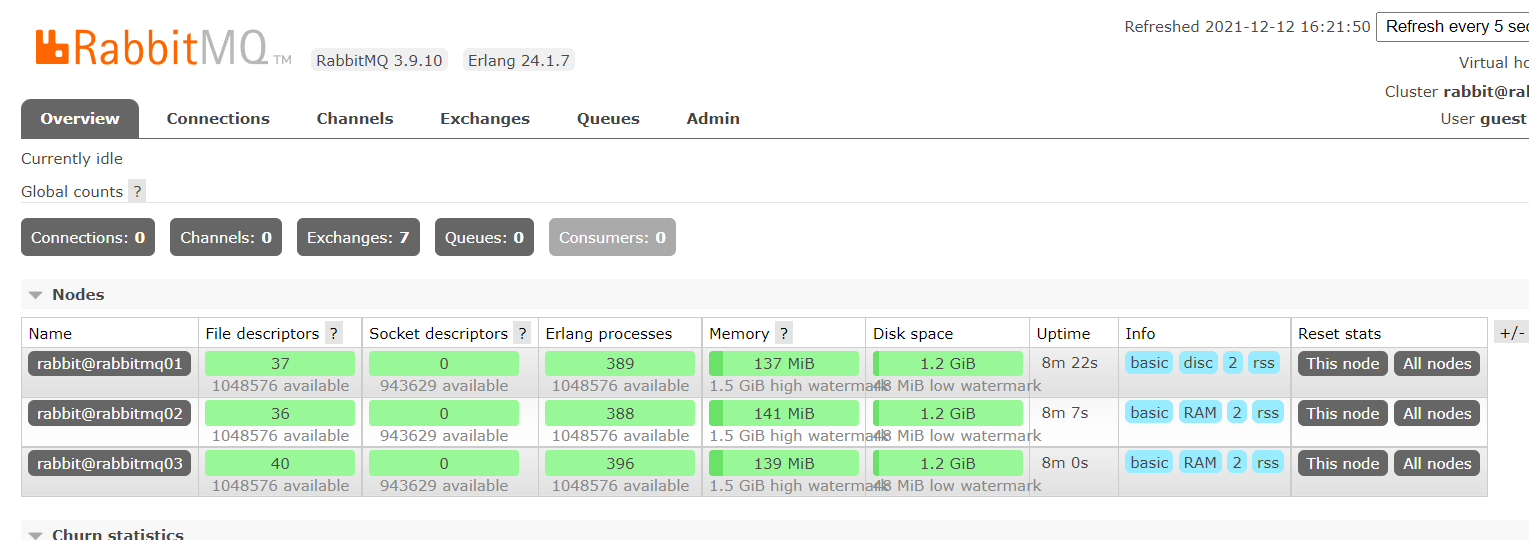 RabbitMQ TM RabbitMQ 3.9.10 Erlang 24.1.7
Refreshed 2021-12-12 16:21:50 Refresh every 5 sec
Virtual ho
Cluster rabbit@rab
User guest
Overview Connections Channels Exchanges Queues Admin
Currently idle
Global counts ?
Connections: 0 Channels: 0 Exchanges: 7 Queues: 0 Consumers: 0
Nodes
Name File descriptors ? Socket descriptors ? Erlang processes Memory ? Disk space Uptime Info Reset stats +/-
rabbit@rabbitmq01 37 0 389 137 MiB 1.2 GiB 8m 22s basic disc 2 rss This node All nodes
1048576 available 943629 available 1048576 available 1.5 GiB high watermark 48 MiB low watermark
rabbit@rabbitmq02 36 0 388 141 MiB 1.2 GiB 8m 7s basic RAM 2 rss This node All nodes
1048576 available 943629 available 1048576 available 1.5 GiB high watermark 48 MiB low watermark
rabbit@rabbitmq03 40 0 396 139 MiB 1.2 GiB 8m 0s basic RAM 2 rss This node All nodes
1048576 available 943629 available 1048576 available 1.5 GiB high watermark 48 MiB low watermark
Churn statistics